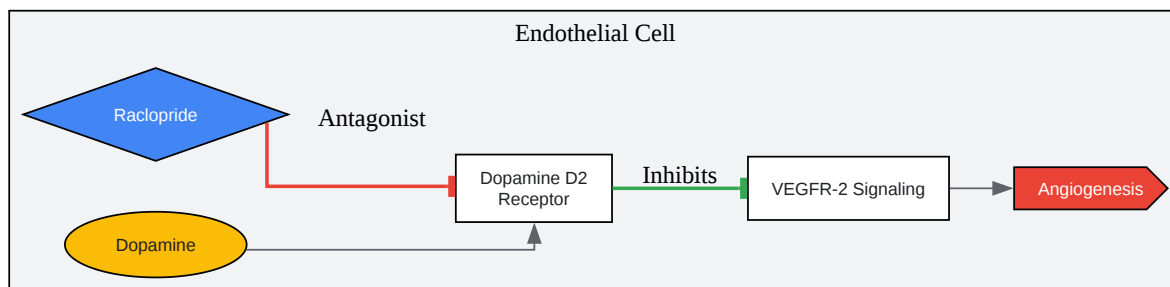 Endothelial Cell
Raclopride
Antagonist
Dopamine D2
Receptor
Inhibits
VEGFR-2 Signaling
Angiogenesis
Dopamine